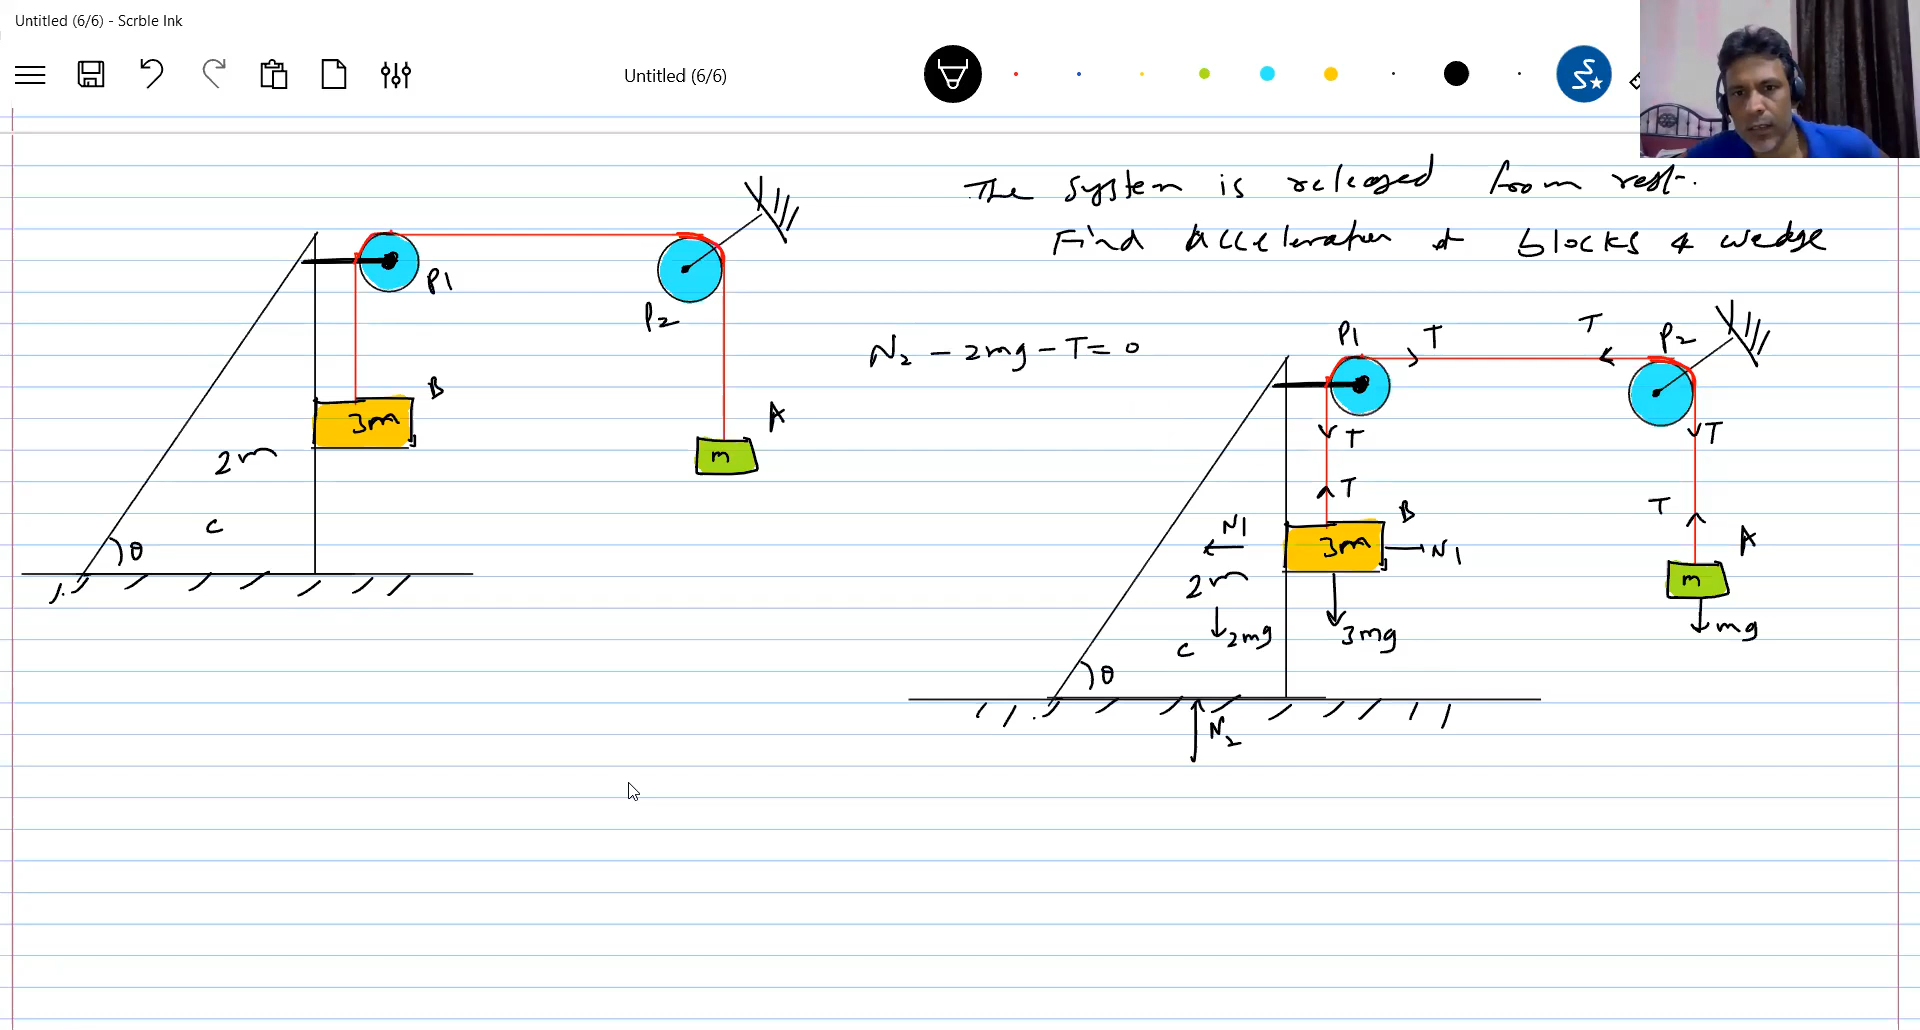 Untitled (6/6) - Scrble Ink
Untitled (6/6)
The system is released from rest.
Find acceleration of blocks & wedge
P1
P2
B
3m
A
m
2m
C
θ
N2 - 2mg - T = 0
P1
T
T
P2
T
T
T
T
B
A
N1
3m
N1
m
2m
2mg
3mg
mg
C
θ
N2